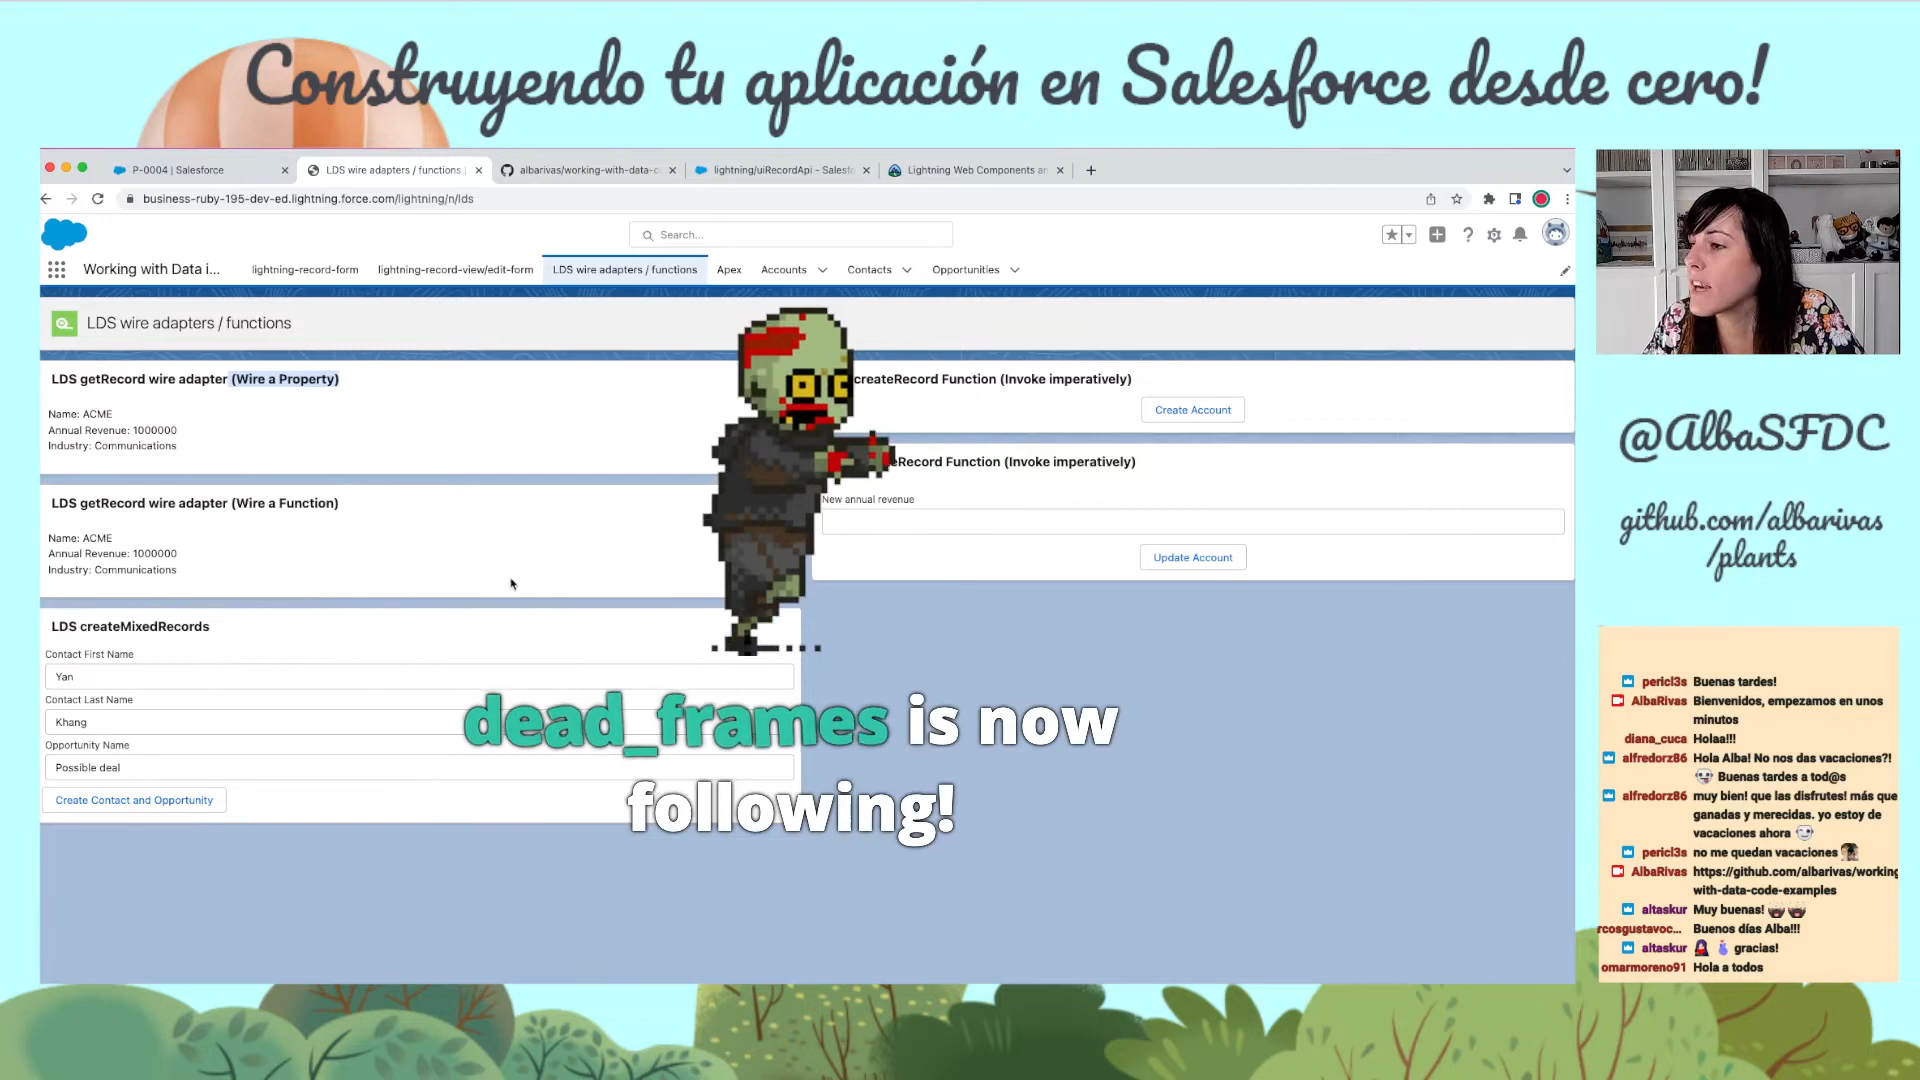 Construyendo tu aplicación en Salesforce desde cero!
P-0004 | Salesforce
LDS wire adapters / functions |
albarivas/working-with-data-c
lightning/uiRecordApi - Salesfo
Lightning Web Components an
business-ruby-195-dev-ed.lightning.force.com/lightning/n/lds
Search...
Working with Data i...
lightning-record-form
lightning-record-view/edit-form
LDS wire adapters / functions
Apex
Accounts
Contacts
Opportunities
LDS wire adapters / functions
LDS getRecord wire adapter (Wire a Property)
Name: ACME
Annual Revenue: 1000000
Industry: Communications
LDS getRecord wire adapter (Wire a Function)
Name: ACME
Annual Revenue: 1000000
Industry: Communications
LDS createMixedRecords
Contact First Name
Yan
Contact Last Name
Khang
Opportunity Name
Possible deal
Create Contact and Opportunity
createRecord Function (Invoke imperatively)
Create Account
eRecord Function (Invoke imperatively)
New annual revenue
Update Account
dead_frames is now
following!
@AlbaSFDC
github.com/albarivas
/plants
pericl3s Buenas tardes!
AlbaRivas Bienvenidos, empezamos en unos
minutos
diana_cuca Holaa!!!
alfredorz86 Hola Alba! No nos das vacaciones?!
Buenas tardes a tod@s
alfredorz86 muy bien! que las disfrutes! más que
ganadas y merecidas. yo estoy de
vacaciones ahora
pericl3s no me quedan vacaciones
AlbaRivas https://github.com/albarivas/working
with-data-code-examples
altaskur Muy buenas!
rcosgustavoc... Buenos días Alba!!!
altaskur gracias!
omarmoreno91 Hola a todos